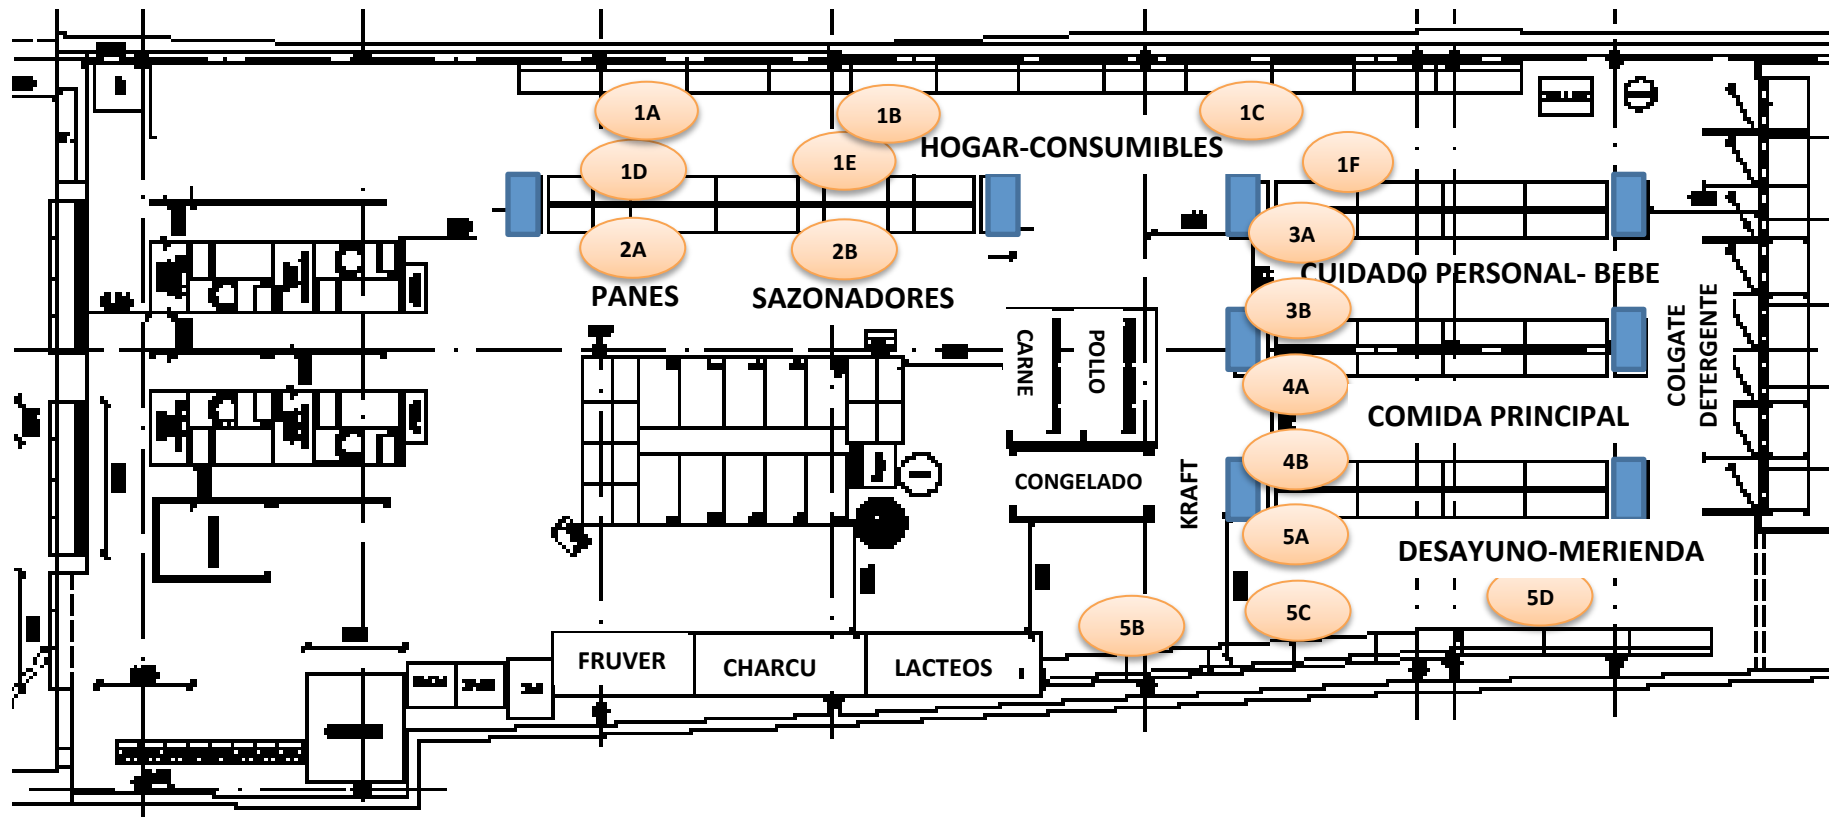 1A
1B
1C
HOGAR-CONSUMIBLES
1D
1E
1F
2A
2B
3A
PANES
SAZONADORES
CUIDADO PERSONAL- BEBE
3B
CARNE
POLLO
COLGATE
DETERGENTE
4A
COMIDA PRINCIPAL
4B
CONGELADO
KRAFT
5A
DESAYUNO-MERIENDA
5B
5C
5D
FRUVER
CHARCU
LACTEOS